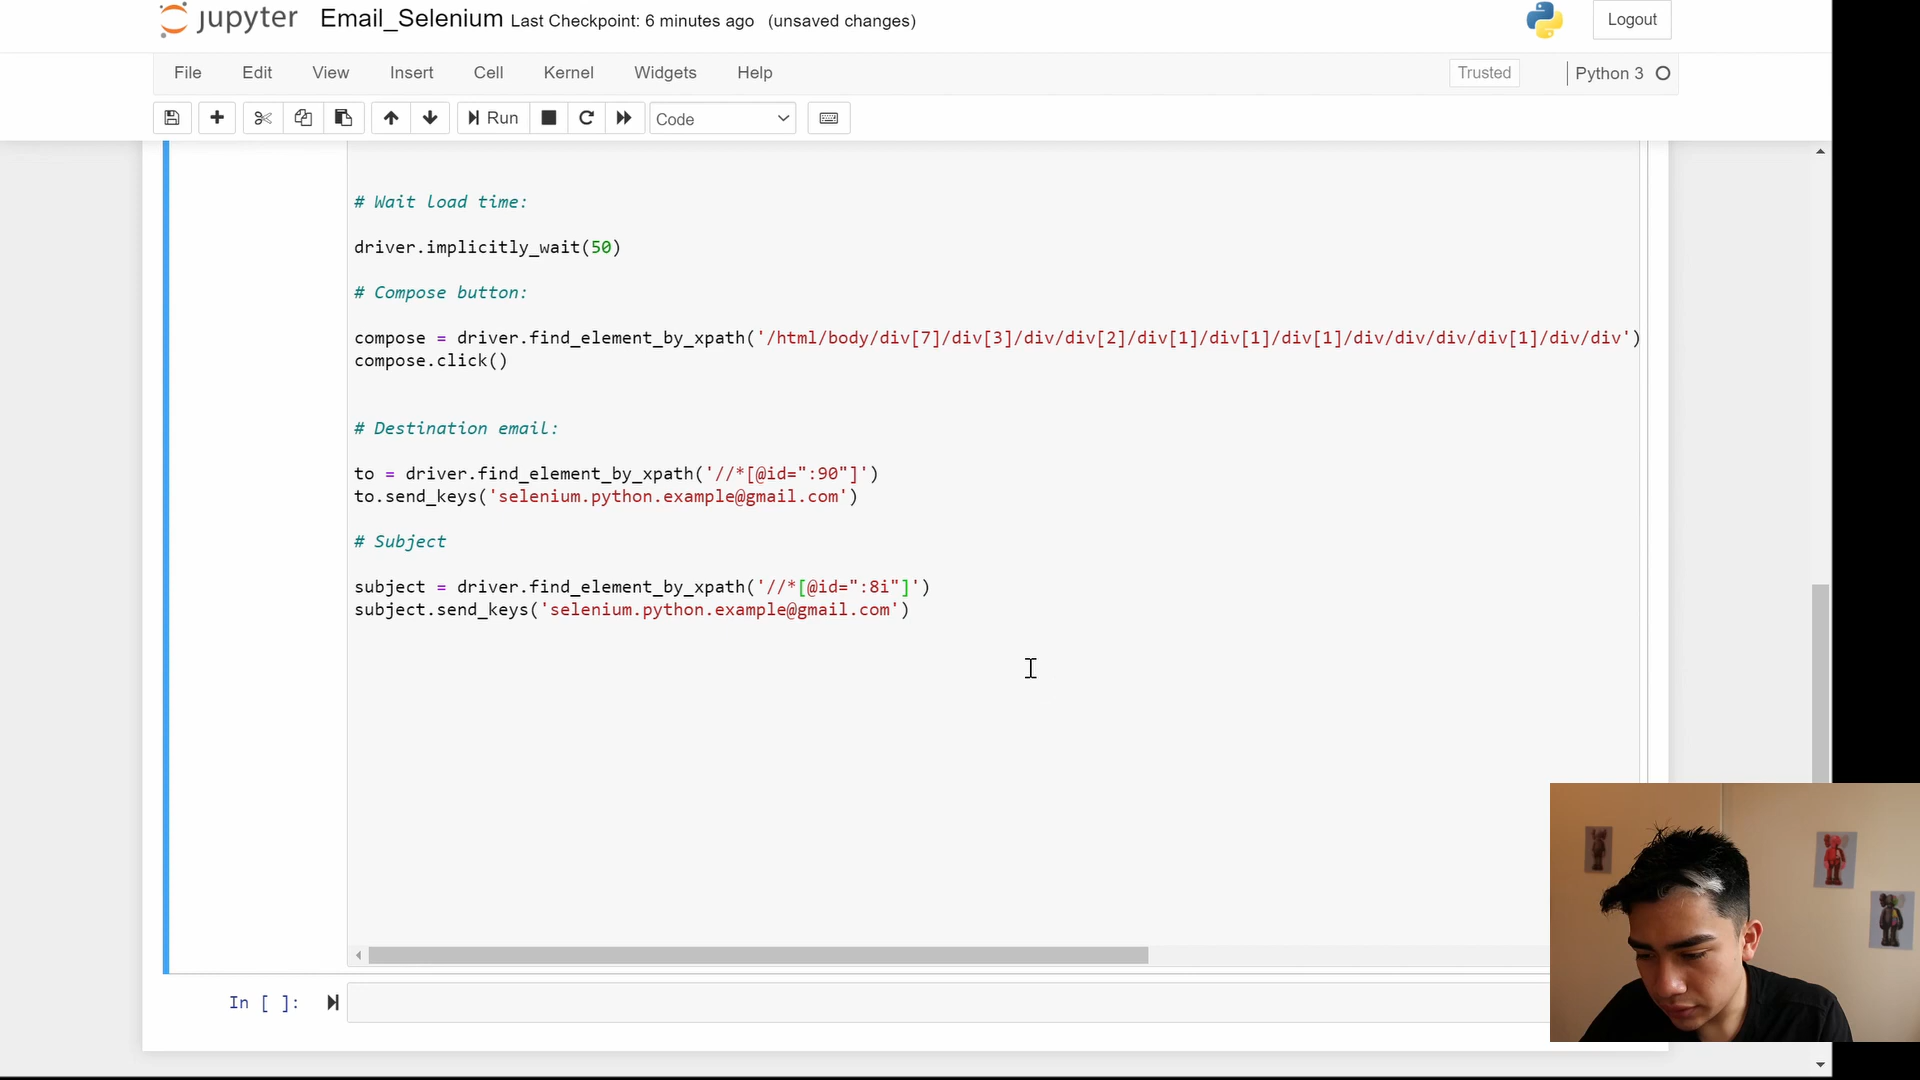 jupyter Email_Selenium Last Checkpoint: 6 minutes ago (unsaved changes) Logout
File Edit View Insert Cell Kernel Widgets Help Trusted Python 3
Run Code
# Wait load time:
driver.implicitly_wait(50)
# Compose button:
compose = driver.find_element_by_xpath('/html/body/div[7]/div[3]/div/div[2]/div[1]/div[1]/div[1]/div/div/div/div[1]/div/div')
compose.click()
# Destination email:
to = driver.find_element_by_xpath('//*[@id=":90"]')
to.send_keys('selenium.python.example@gmail.com')
# Subject
subject = driver.find_element_by_xpath('//*[@id=":8i"]')
subject.send_keys('selenium.python.example@gmail.com')
In [ ]: